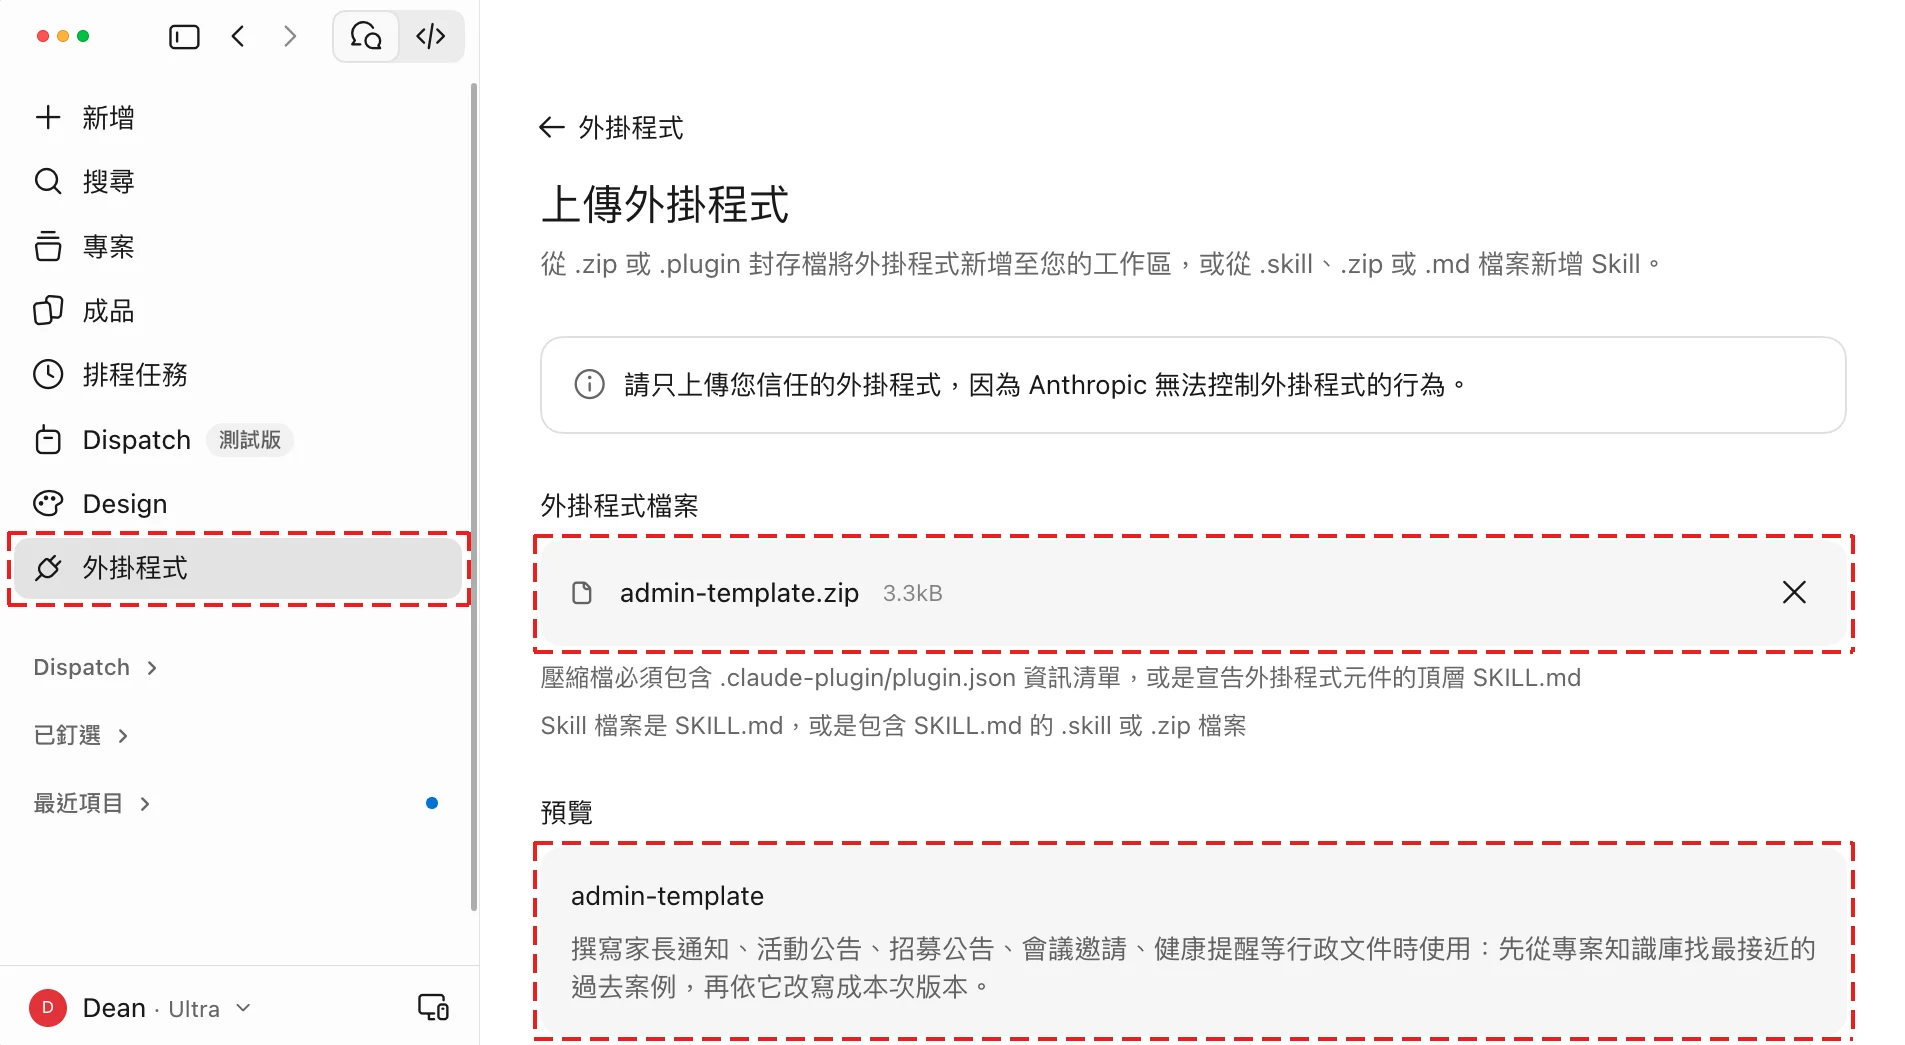 新增
搜尋
專案
成品
排程任務
Dispatch 測試版
Design
外掛程式
Dispatch
已釘選
最近項目
D Dean · Ultra
外掛程式
上傳外掛程式
從 .zip 或 .plugin 封存檔將外掛程式新增至您的工作區，或從 .skill、.zip 或 .md 檔案新增 Skill。
請只上傳您信任的外掛程式，因為 Anthropic 無法控制外掛程式的行為。
外掛程式檔案
admin-template.zip 3.3kB
壓縮檔必須包含 .claude-plugin/plugin.json 資訊清單，或是宣告外掛程式元件的頂層 SKILL.md
Skill 檔案是 SKILL.md，或是包含 SKILL.md 的 .skill 或 .zip 檔案
預覽
admin-template
撰寫家長通知、活動公告、招募公告、會議邀請、健康提醒等行政文件時使用：先從專案知識庫找最接近的
過去案例，再依它改寫成本次版本。